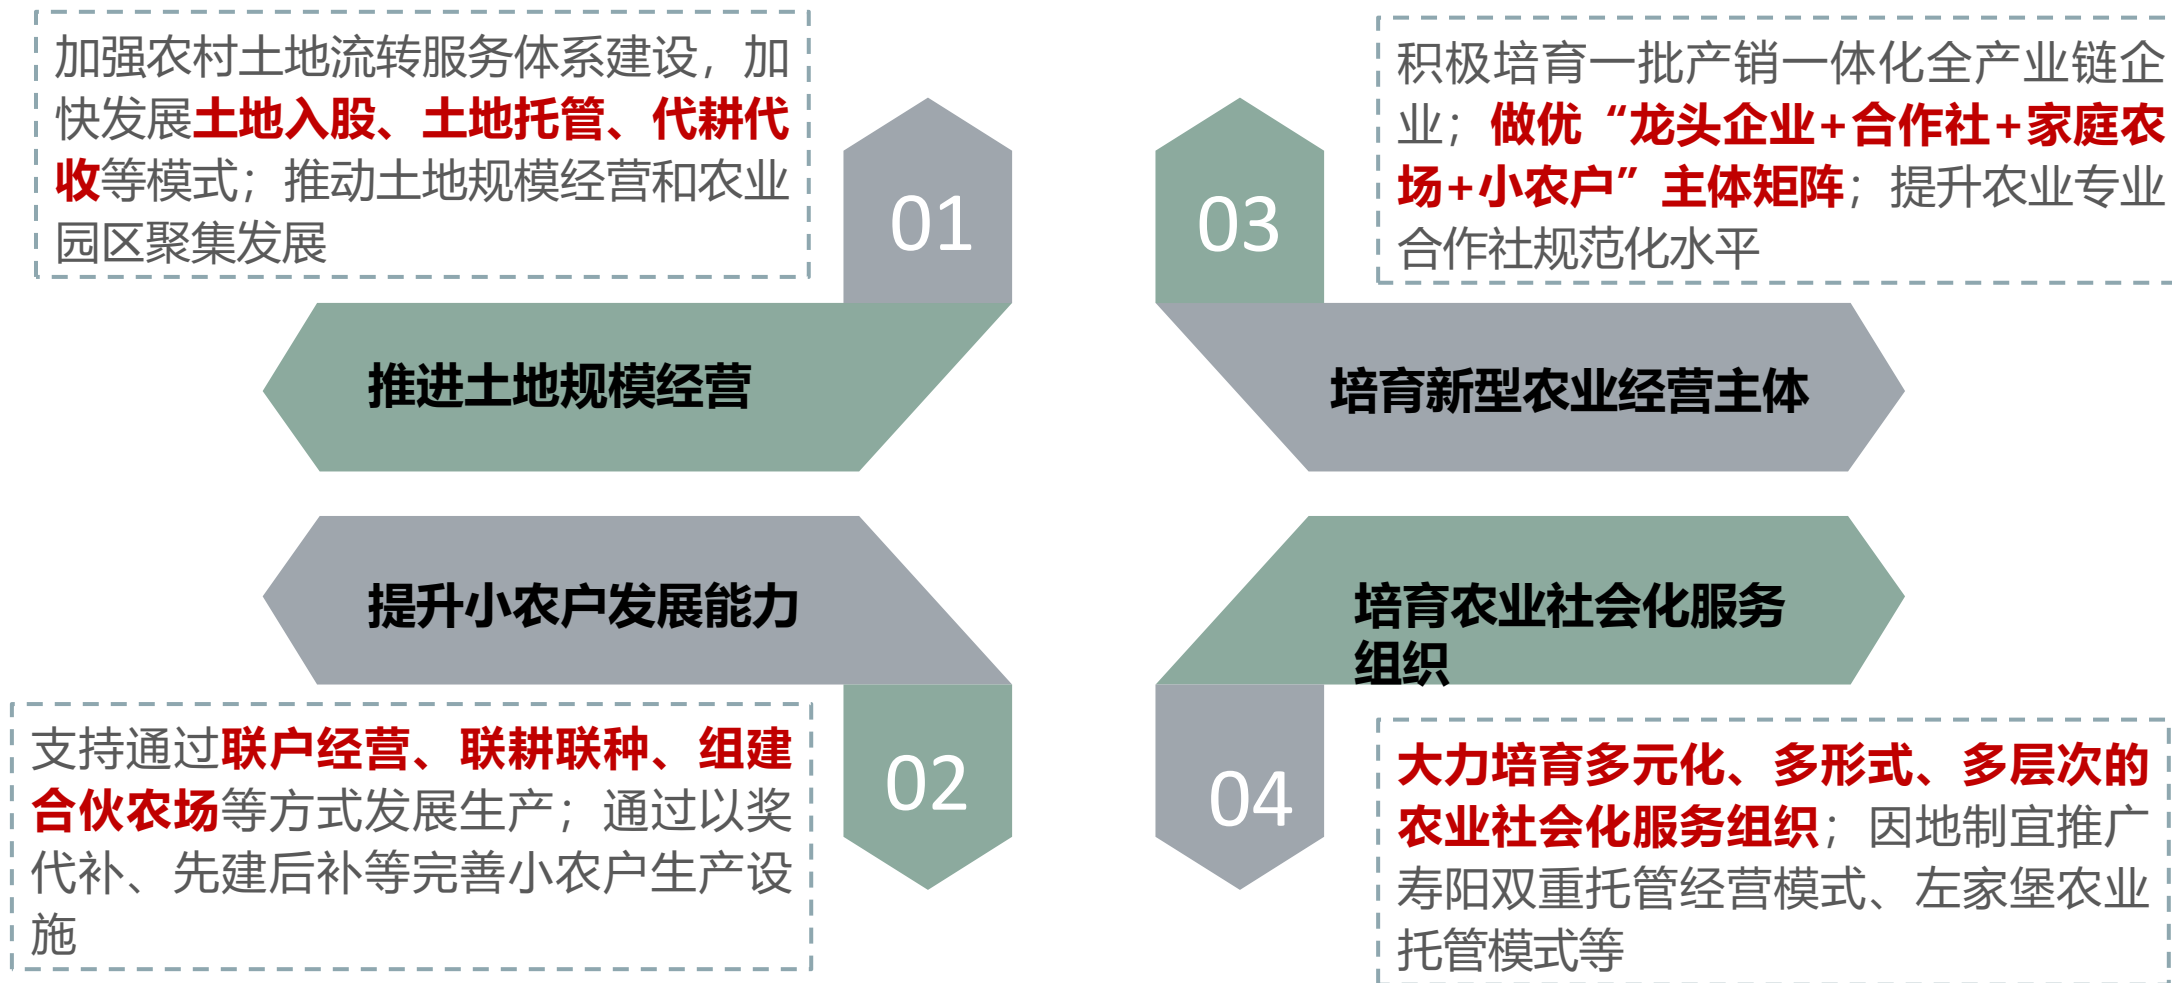 加强农村土地流转服务体系建设，加
快发展土地入股、土地托管、代耕代
收等模式；推动土地规模经营和农业
园区聚集发展
01
推进土地规模经营
提升小农户发展能力
02
支持通过联户经营、联耕联种、组建
合伙农场等方式发展生产；通过以奖
代补、先建后补等完善小农户生产设
施
积极培育一批产销一体化全产业链企
业；做优“龙头企业+合作社+家庭农
场+小农户”主体矩阵；提升农业专业
合作社规范化水平
03
培育新型农业经营主体
培育农业社会化服务
组织
04
大力培育多元化、多形式、多层次的
农业社会化服务组织；因地制宜推广
寿阳双重托管经营模式、左家堡农业
托管模式等